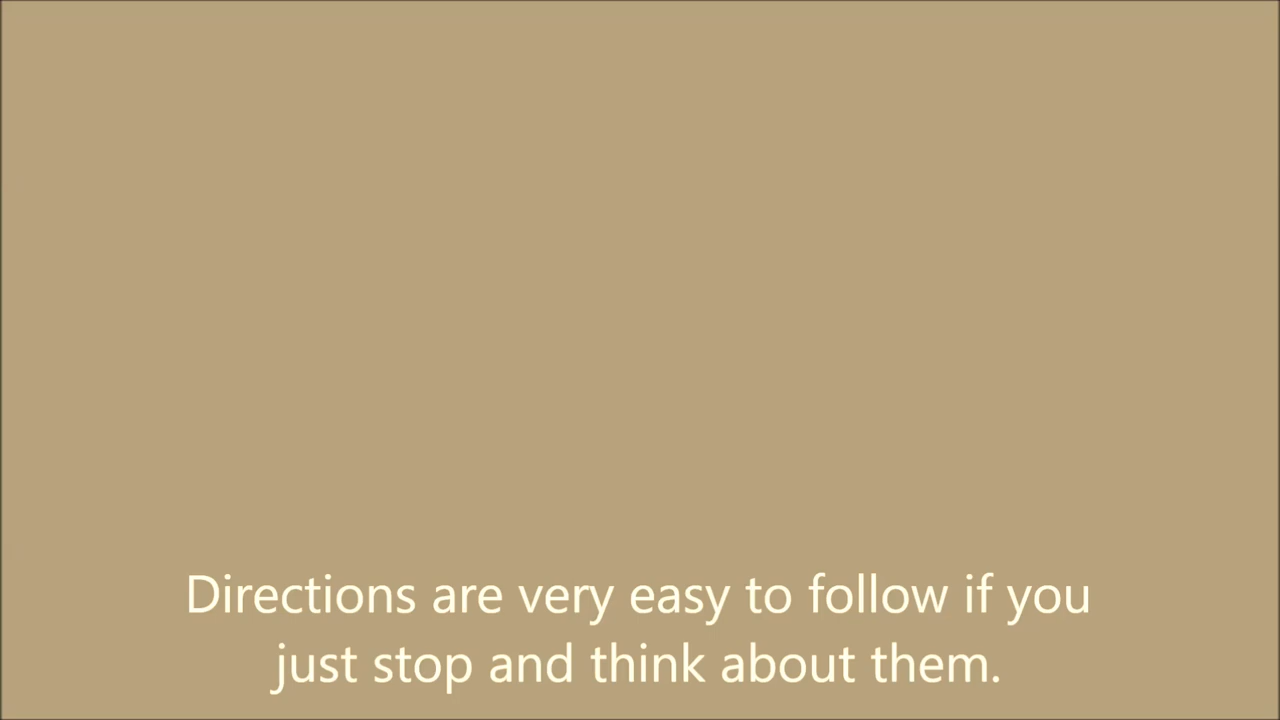 Directions are very easy to follow if you
just stop and think about them.